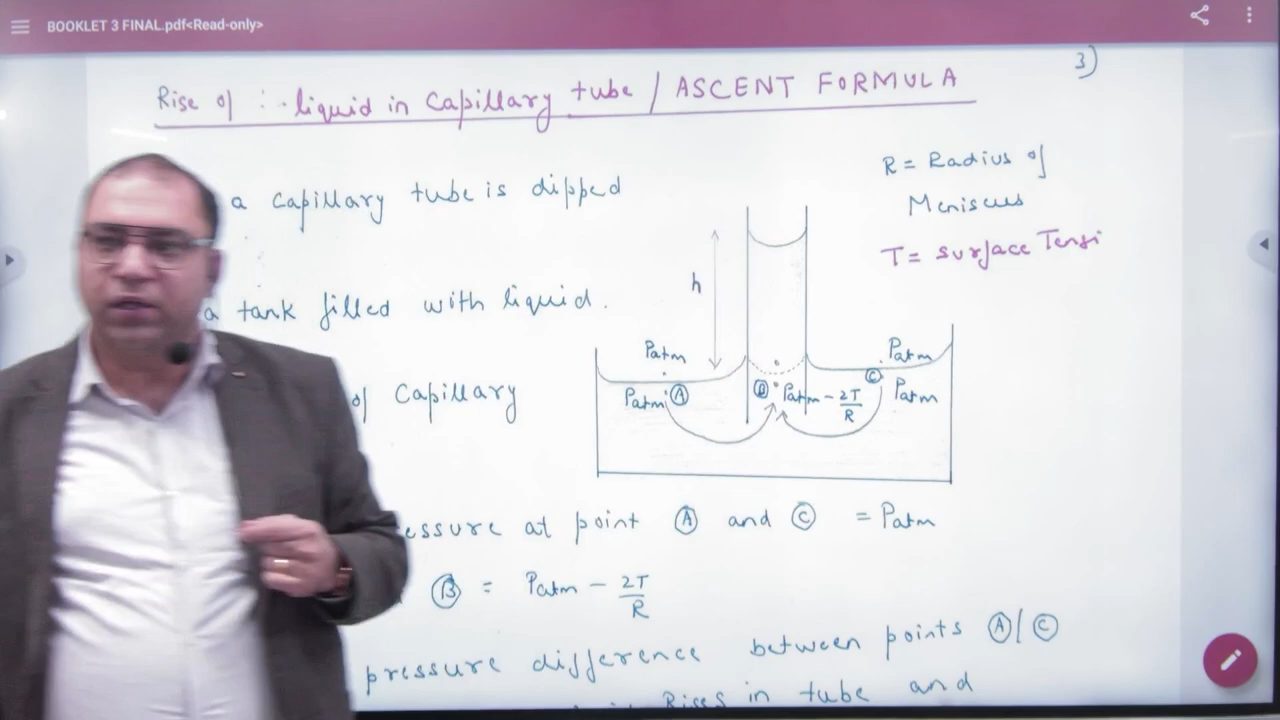 BOOKLET 3 FINAL.pdf<Read-only>
3)
Rise of : liquid in Capillary tube / ASCENT FORMULA
R = Radius of
Meniscus
T = Surface Tensi
a capillary tube is dipped
a tank filled with liquid.
of Capillary
h
Patm
Patm
Patm A
B Patm - 2T/R
C
Patm
essure at point A and C = Patm
B = Patm - 2T/R
pressure difference between points A/C
Rises in tube and